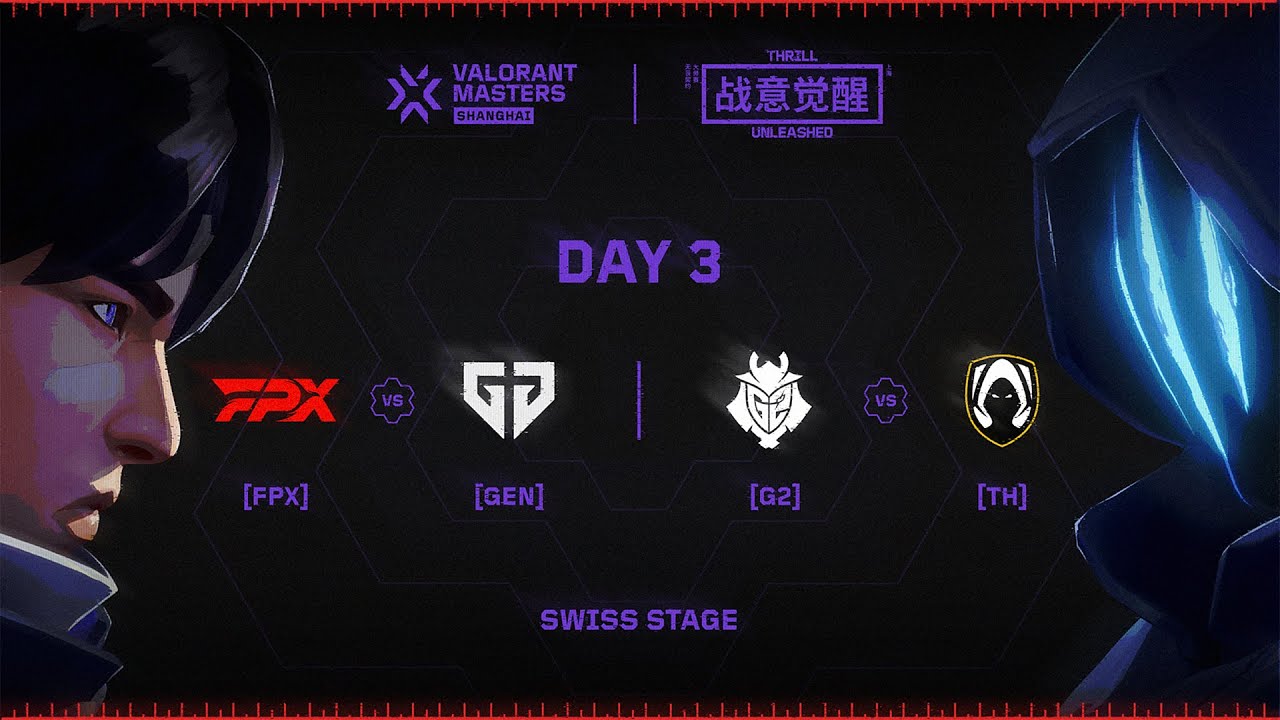 VALORANT
MASTERS
SHANGHAI
THRILL
战意觉醒
UNLEASHED
DAY 3
FPX
VS
G2
VS
[FPX]
[GEN]
[G2]
[TH]
SWISS STAGE